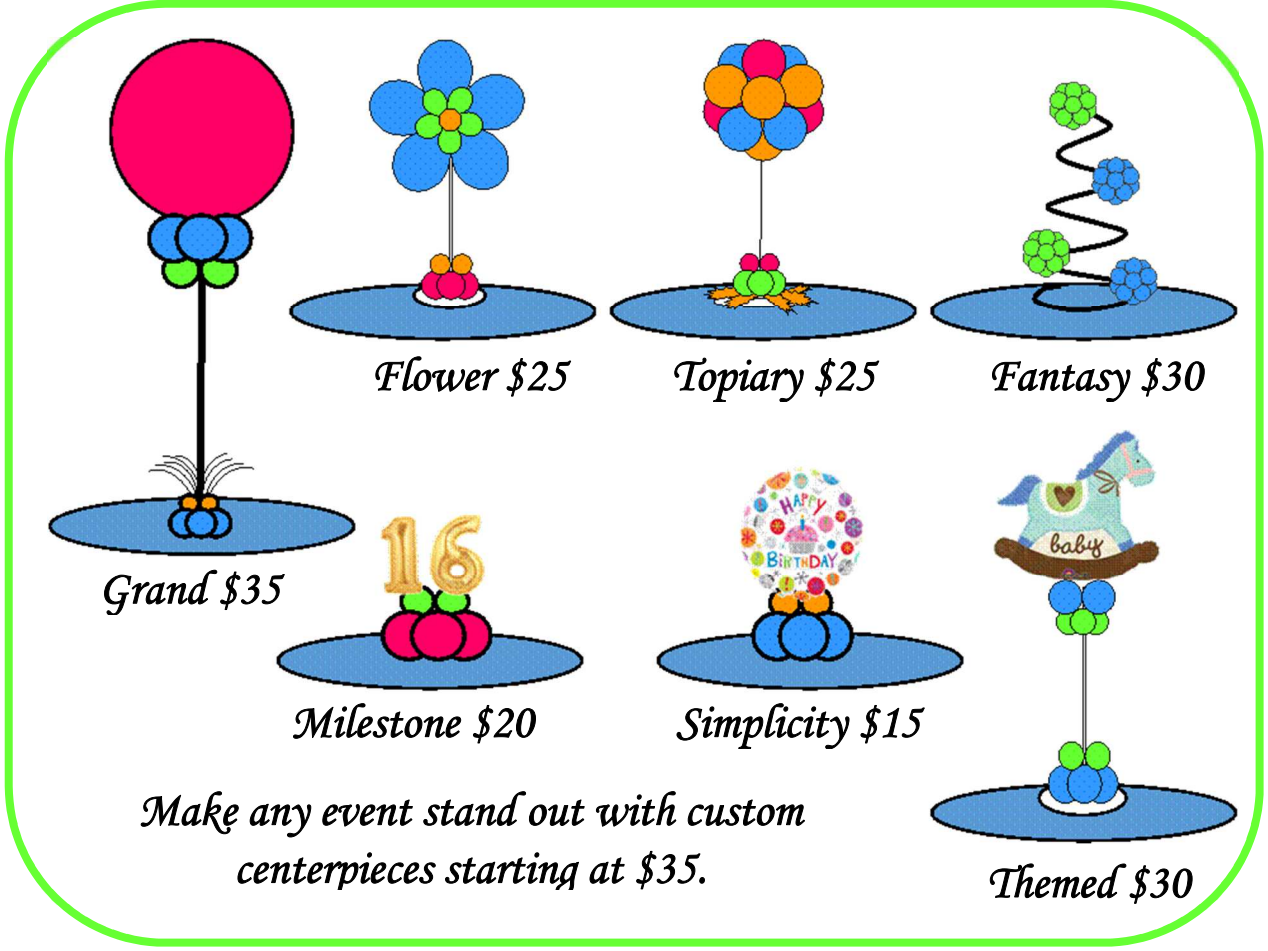 Flower $25
Topiary $25
Fantasy $30
Grand $35
16
HAPPY
BIRTHDAY
baby
Milestone $20
Simplicity $15
Make any event stand out with custom
centerpieces starting at $35.
Themed $30